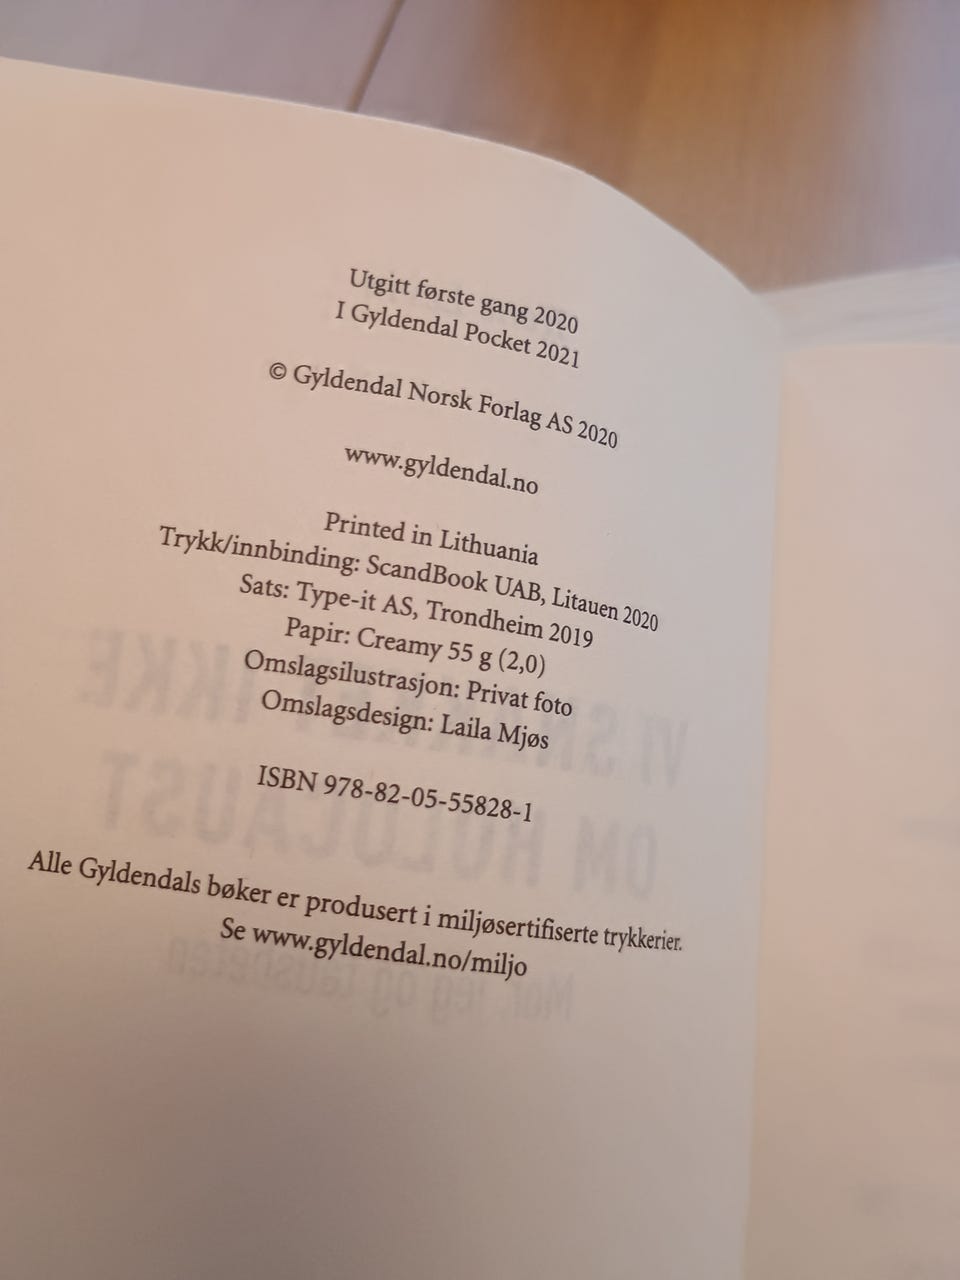 Utgitt første gang 2020
I Gyldendal Pocket 2021
© Gyldendal Norsk Forlag AS 2020
www.gyldendal.no
Printed in Lithuania
Trykk/innbinding: ScandBook UAB, Litauen 2020
Sats: Type-it AS, Trondheim 2019
Papir: Creamy 55 g (2,0)
Omslagsilustrasjon: Privat foto
Omslagsdesign: Laila Mjøs
ISBN 978-82-05-55828-1
Alle Gyldendals bøker er produsert i miljøsertifiserte trykkerier.
Se www.gyldendal.no/miljo